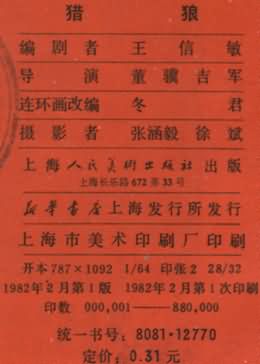 猎 狼
编剧者 王信敏
导演 董骥吉军
连环画改编 冬君
摄影者 张涵毅徐斌
上海人民美術出版社 出版
上海长乐路672弄33号
新华書店上海发行所发行
上海市美术印刷厂印刷
开本787×1092 1/64 印张2 28/32
1982年2月第1版 1982年2月第1次印刷
印数 000,001——880,000
统一书号：8081·12770
定价：0.31元